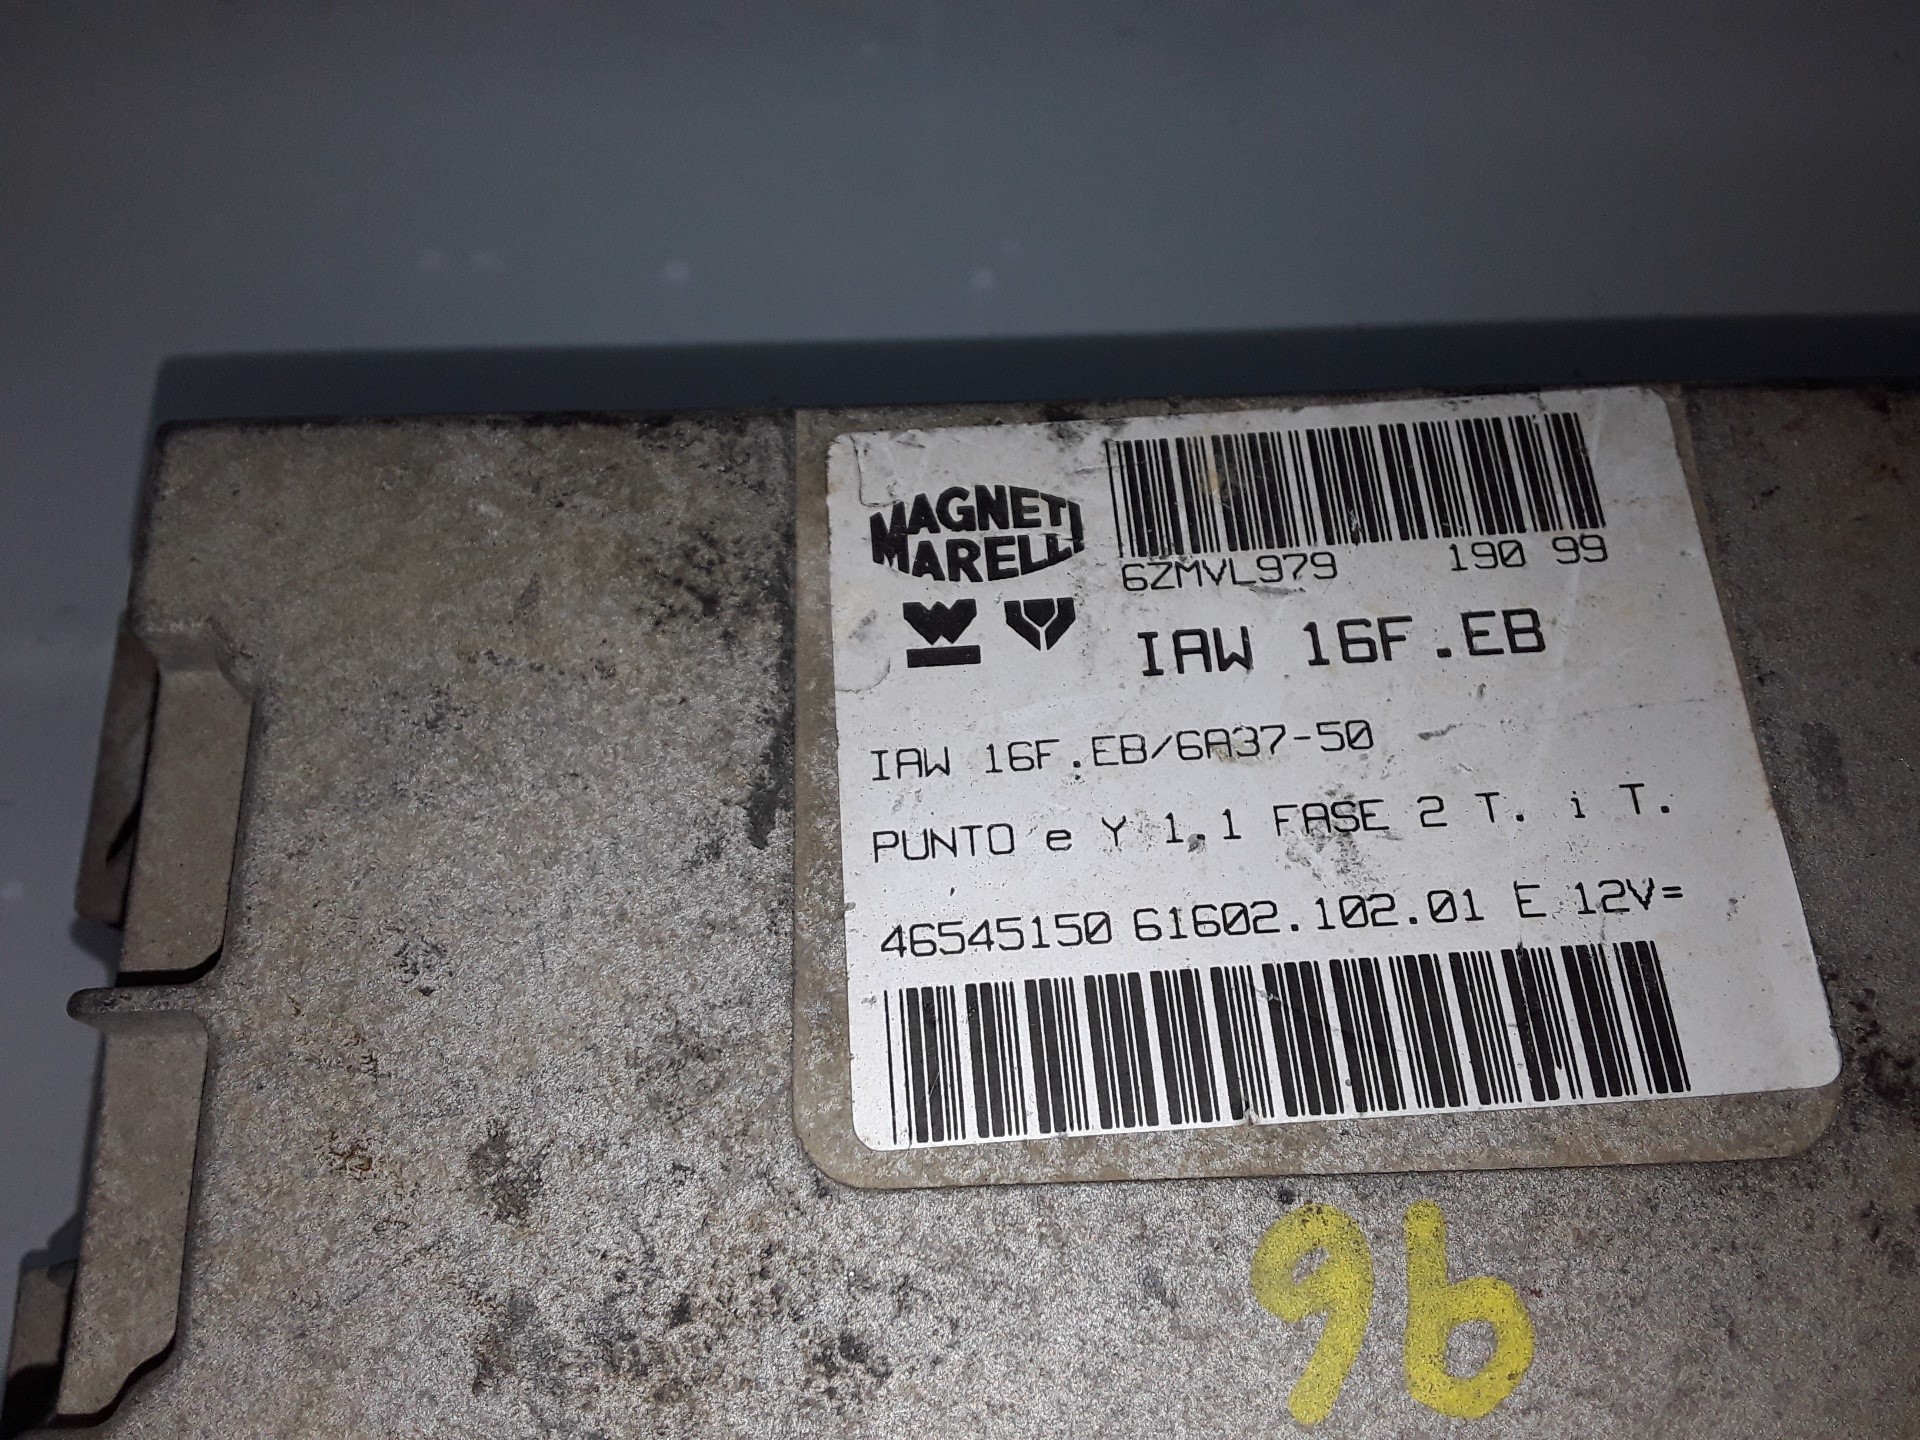 MAGNETI
MARELLI
6ZMVL979 190 99
IAW 16F.EB
IAW 16F.EB/6A37-50
PUNTO e Y 1.1 FASE 2 T. i T.
46545150 61602.102.01 E 12V=
96